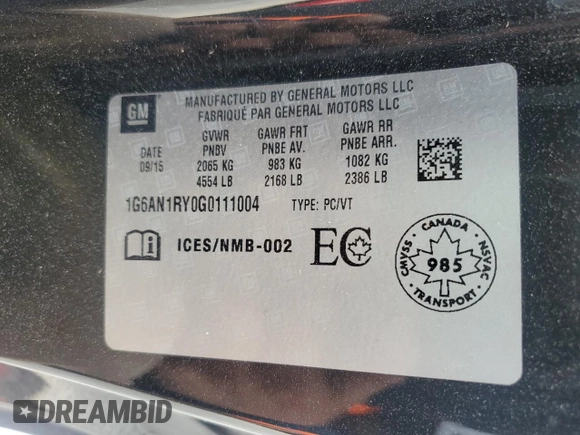 GM
MANUFACTURED BY GENERAL MOTORS LLC
FABRIQUÉ PAR GENERAL MOTORS LLC
GVWR GAWR FRT GAWR RR
DATE PNBV PNBE AV. PNBE ARR.
09/15 2065 KG 983 KG 1082 KG
4554 LB 2168 LB 2386 LB
1G6AN1RY0G0111004 TYPE: PC/VT
ICES/NMB-002 EC
CANADA
CMVSS 985 NSVAC
TRANSPORT
DREAMBID